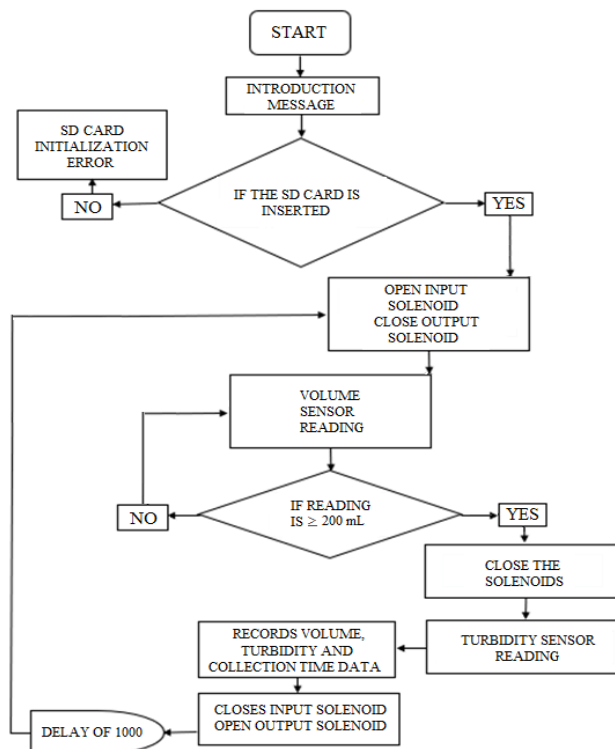 START
INTRODUCTION
MESSAGE
SD CARD
INITIALIZATION
ERROR
IF THE SD CARD IS
INSERTED
NO
YES
OPEN INPUT
SOLENOID
CLOSE OUTPUT
SOLENOID
VOLUME
SENSOR
READING
IF READING
IS ≥ 200 mL
NO
YES
CLOSE THE
SOLENOIDS
TURBIDITY SENSOR
READING
RECORDS VOLUME,
TURBIDITY AND
COLLECTION TIME DATA
CLOSES INPUT SOLENOID
OPEN OUTPUT SOLENOID
DELAY OF 1000